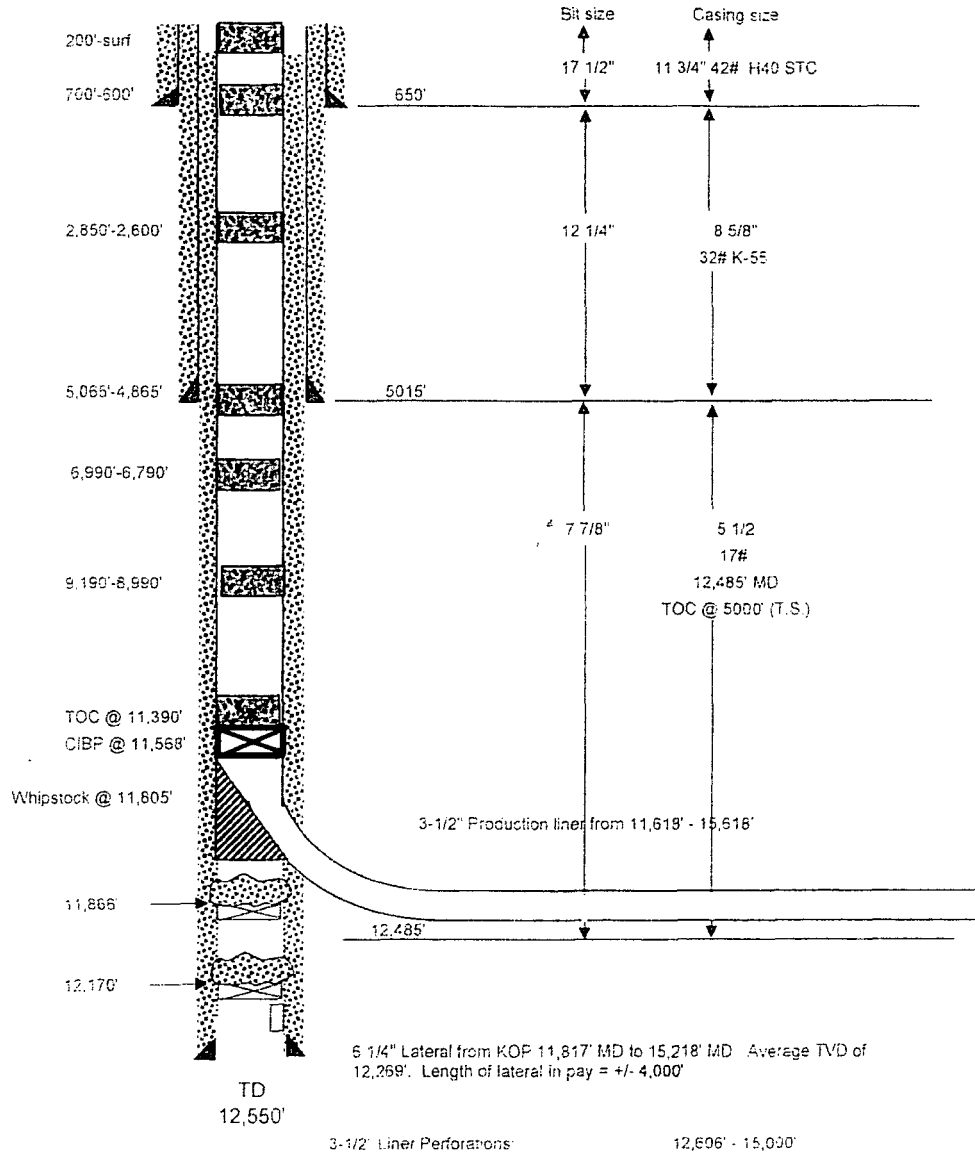 Bit size Casing size
200'-surf
17 1/2" 11 3/4" 42# H40 STC
700'-600' 650'
2,850'-2,600' 12 1/4" 8 5/8"
32# K-55
5,065'-4,865' 5015'
6,990'-6,790'
7 7/8" 5 1/2
17#
9,190'-8,990' 12,485' MD
TOC @ 5000' (T.S.)
TOC @ 11,390'
CIBP @ 11,568'
Whipstock @ 11,805'
3-1/2" Production liner from 11,618' - 15,618'
11,866'
12,485'
12,170'
6 1/4" Lateral from KOP 11,817' MD to 15,218' MD Average TVD of
12,269'. Length of lateral in pay = +/- 4,000'
TD
12,550'
3-1/2' Liner Perforations: 12,606' - 15,090'